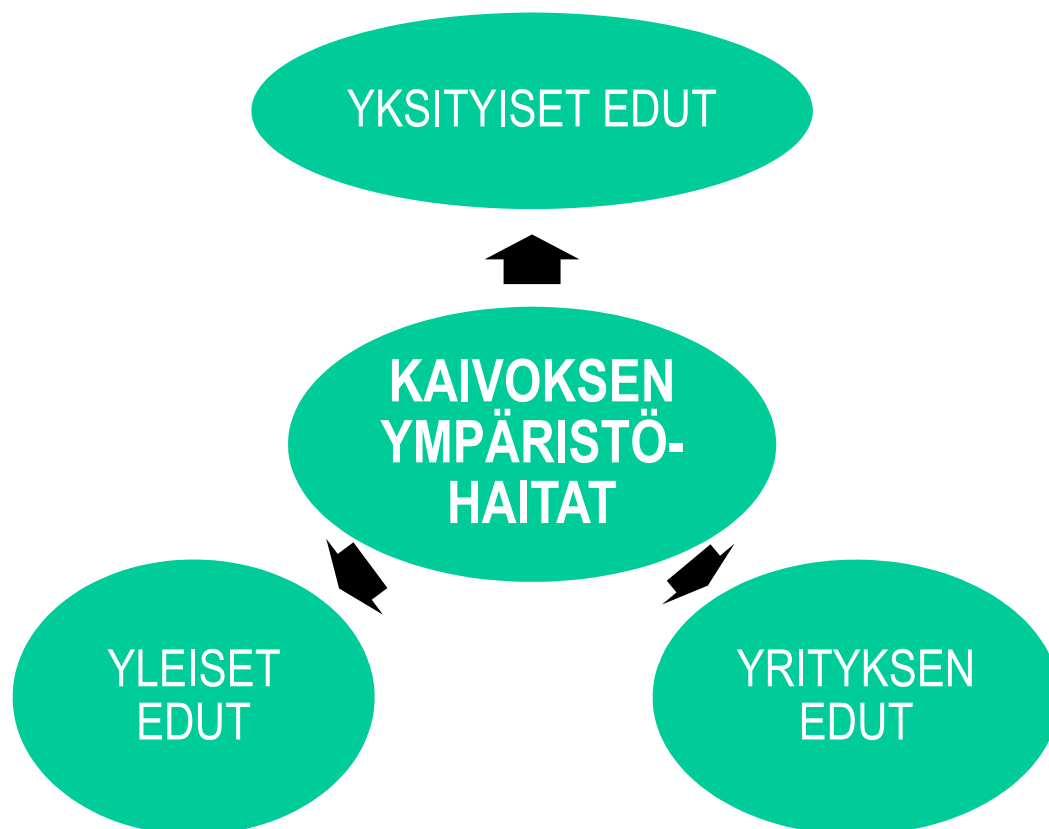 YKSITYISET EDUT
KAIVOKSEN
YMPÄRISTÖ-
HAITAT
YLEISET
EDUT
YRITYKSEN
EDUT